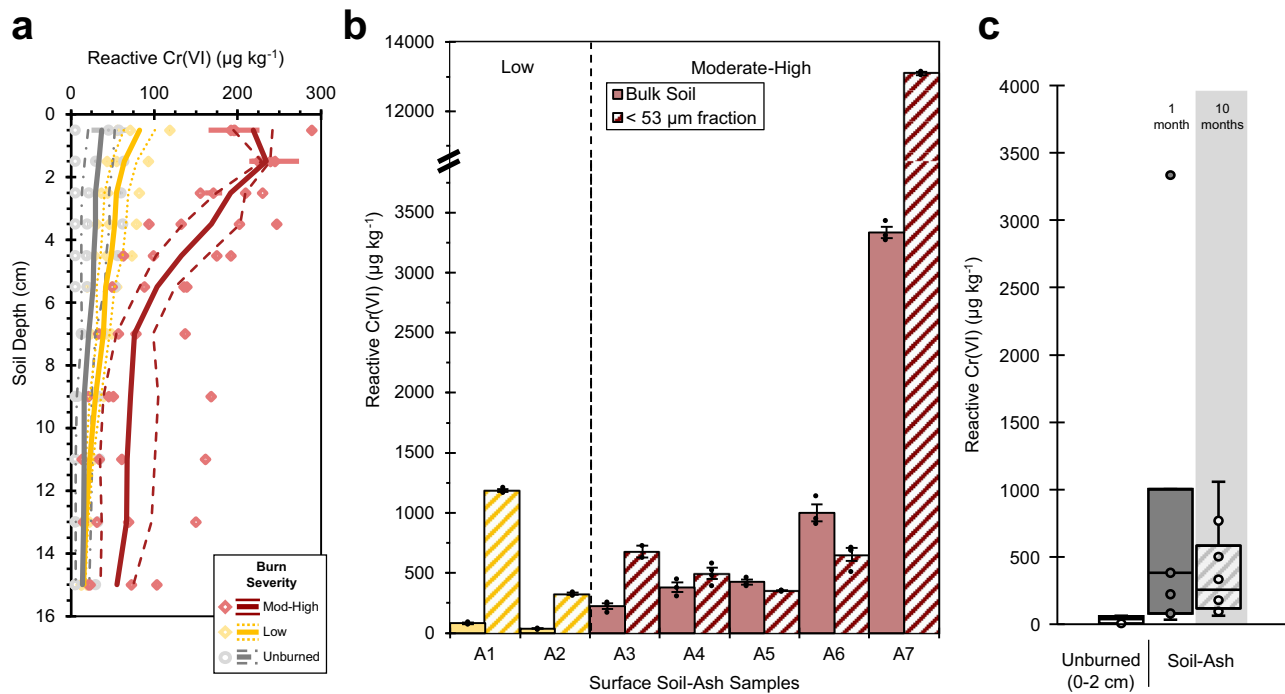 a
Reactive Cr(VI) (µg kg⁻¹)
0 100 200 300
0
2
4
6
8
10
12
14
16
Soil Depth (cm)
Burn
Severity
Mod-High
Low
Unburned
b
14000
12000
3500
3000
2500
2000
1500
1000
500
0
Reactive Cr(VI) (µg kg⁻¹)
Low
Moderate-High
Bulk Soil
< 53 µm fraction
A1 A2 A3 A4 A5 A6 A7
Surface Soil-Ash Samples
c
4000
3500
3000
2500
2000
1500
1000
500
0
Reactive Cr(VI) (µg kg⁻¹)
1
month
10
months
Unburned
(0-2 cm)
Soil-Ash